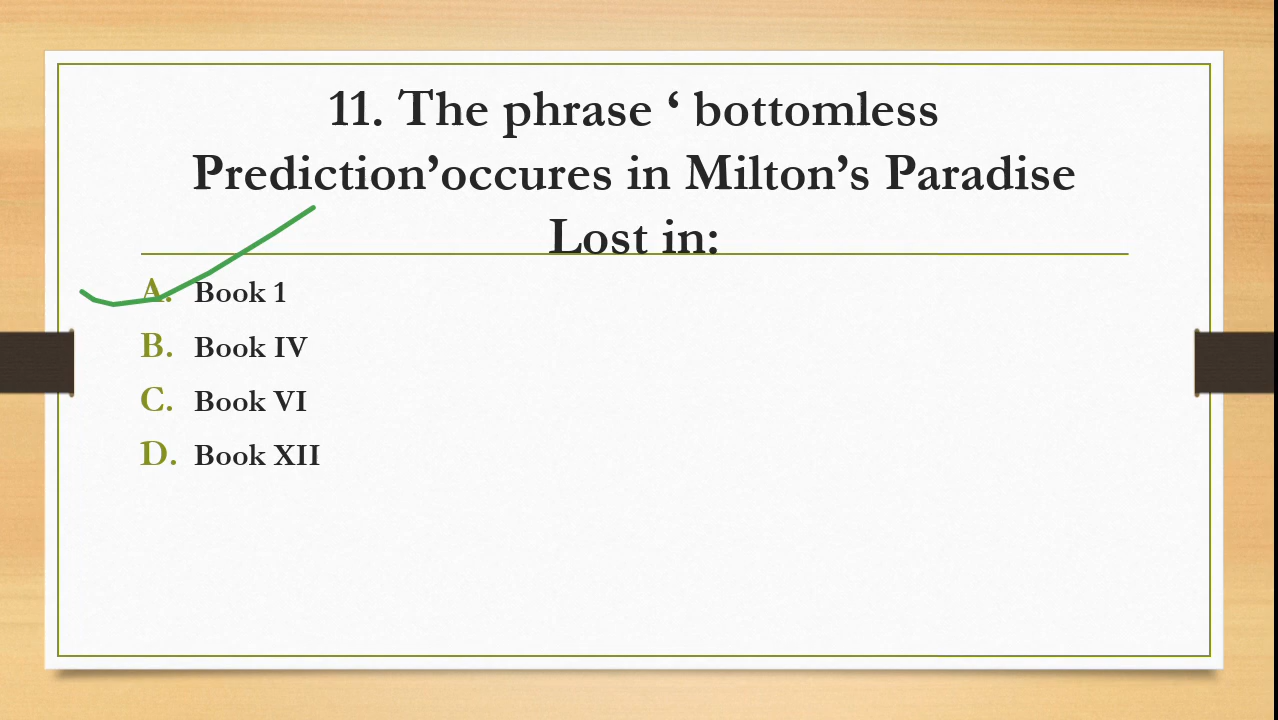 11. The phrase ‘ bottomless
Prediction’occures in Milton’s Paradise
Lost in:
A. Book 1
B. Book IV
C. Book VI
D. Book XII